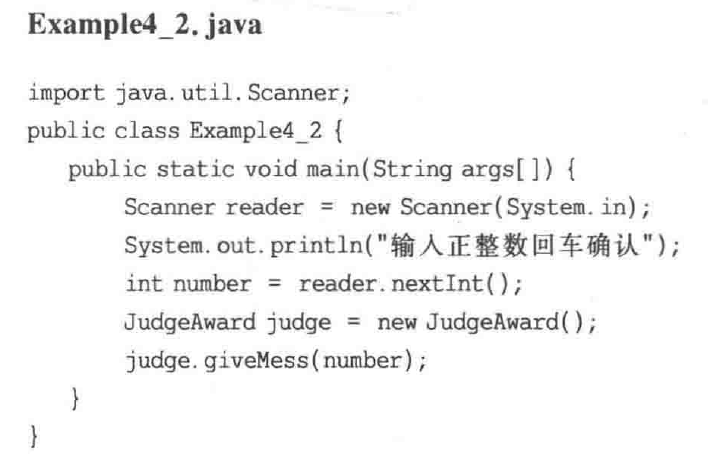 Example4_2.java
import java.util.Scanner;
public class Example4_2 {
public static void main(String args[]) {
Scanner reader = new Scanner(System.in);
System.out.println("输入正整数回车确认");
int number = reader.nextInt();
JudgeAward judge = new JudgeAward();
judge.giveMess(number);
}
}